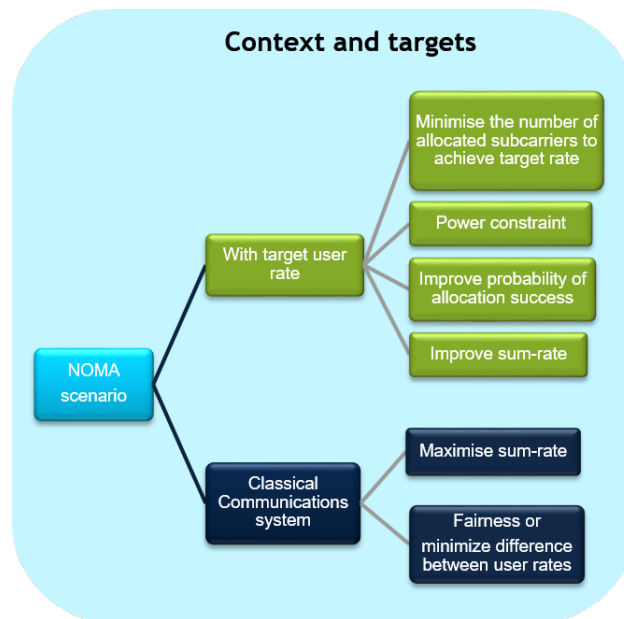 Context and targets
Minimise the number of
allocated subcarriers to
achieve target rate
Power constraint
With target user
rate
Improve probability of
allocation success
Improve sum-rate
NOMA
scenario
Maximise sum-rate
Classical
Communications
system
Fairness or
minimize difference
between user rates